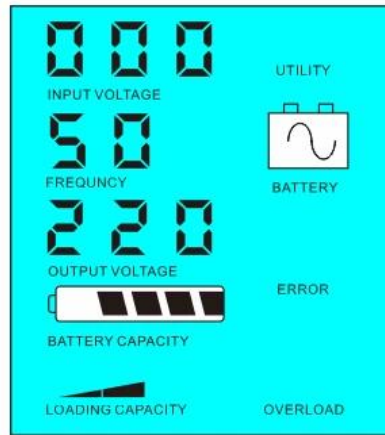 000
UTILITY
INPUT VOLTAGE
50
FREQUNCY
BATTERY
220
OUTPUT VOLTAGE
ERROR
BATTERY CAPACITY
LOADING CAPACITY
OVERLOAD